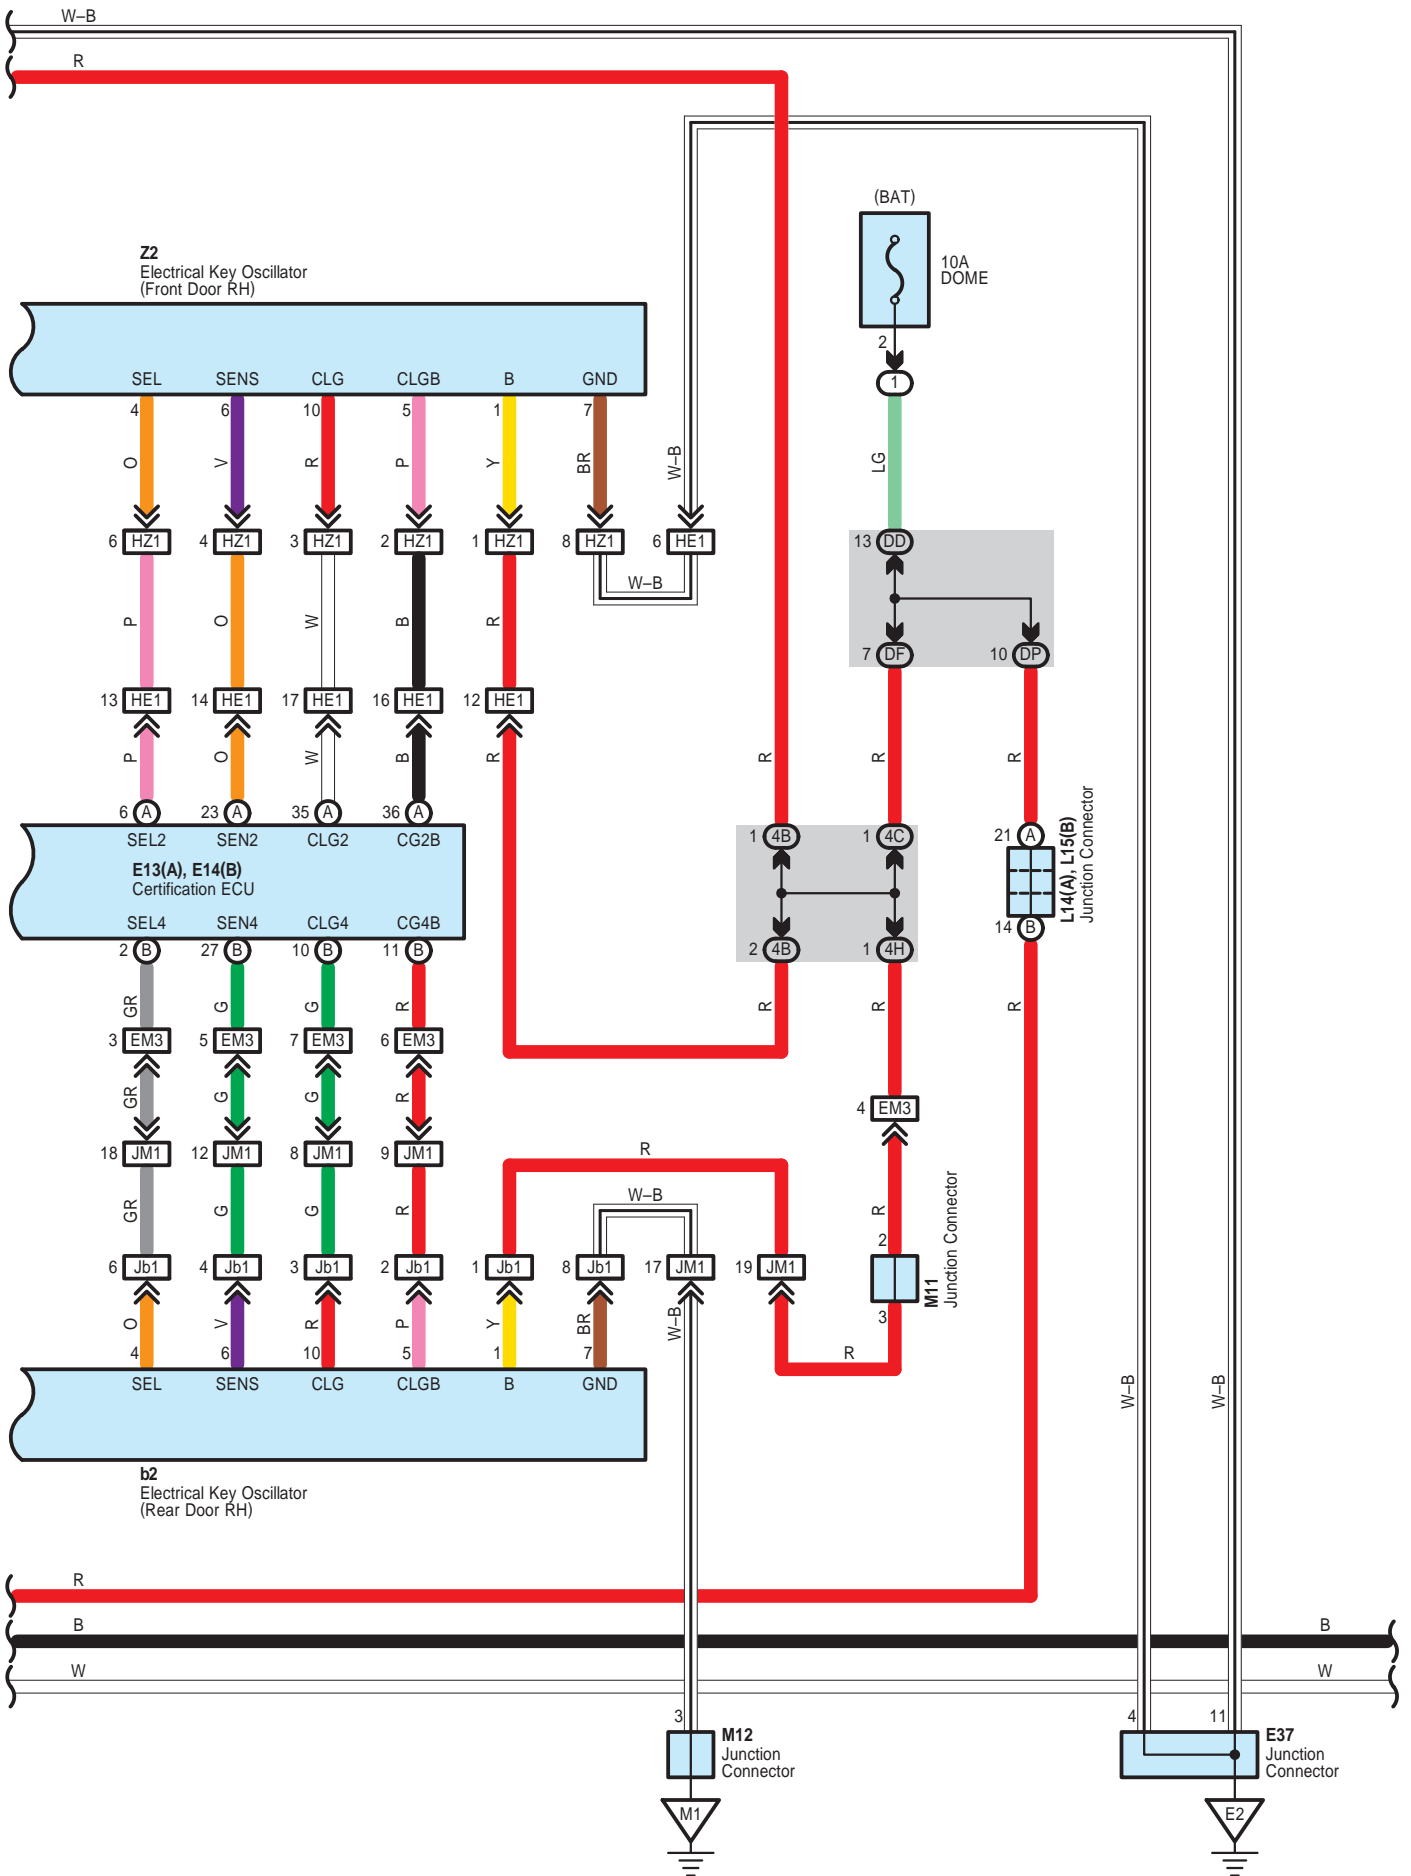 W–B
R
(BAT)
10A
DOME
2
1
LG
Z2
Electrical Key Oscillator
(Front Door RH)
SEL SENS CLG CLGB B GND
4 6 10 5 1 7
O V R P Y BR W–B
6 HZ1 4 HZ1 3 HZ1 2 HZ1 1 HZ1 8 HZ1 6 HE1 13 DD
W–B
P O W B R
7 DF 10 DP
13 HE1 14 HE1 17 HE1 16 HE1 12 HE1
P O W B R R R R
6 A 23 A 35 A 36 A
SEL2 SEN2 CLG2 CG2B
1 4B 1 4C 21 A
E13(A), E14(B)
Certification ECU
L14(A), L15(B)
Junction Connector
SEL4 SEN4 CLG4 CG4B
2 B 27 B 10 B 11 B
2 4B 1 4H 14 B
GR G G R R R R
3 EM3 5 EM3 7 EM3 6 EM3
GR G G R
4 EM3
18 JM1 12 JM1 8 JM1 9 JM1
R
W–B
GR G G R R
2
6 Jb1 4 Jb1 3 Jb1 2 Jb1 1 Jb1 8 Jb1 17 JM1 19 JM1
M11
Junction Connector
3
O V R P Y BR W–B
R
4 6 10 5 1 7
SEL SENS CLG CLGB B GND
W–B W–B
b2
Electrical Key Oscillator
(Rear Door RH)
R
B B
W W
3 4 11
M12
Junction
Connector
E37
Junction
Connector
M1 E2